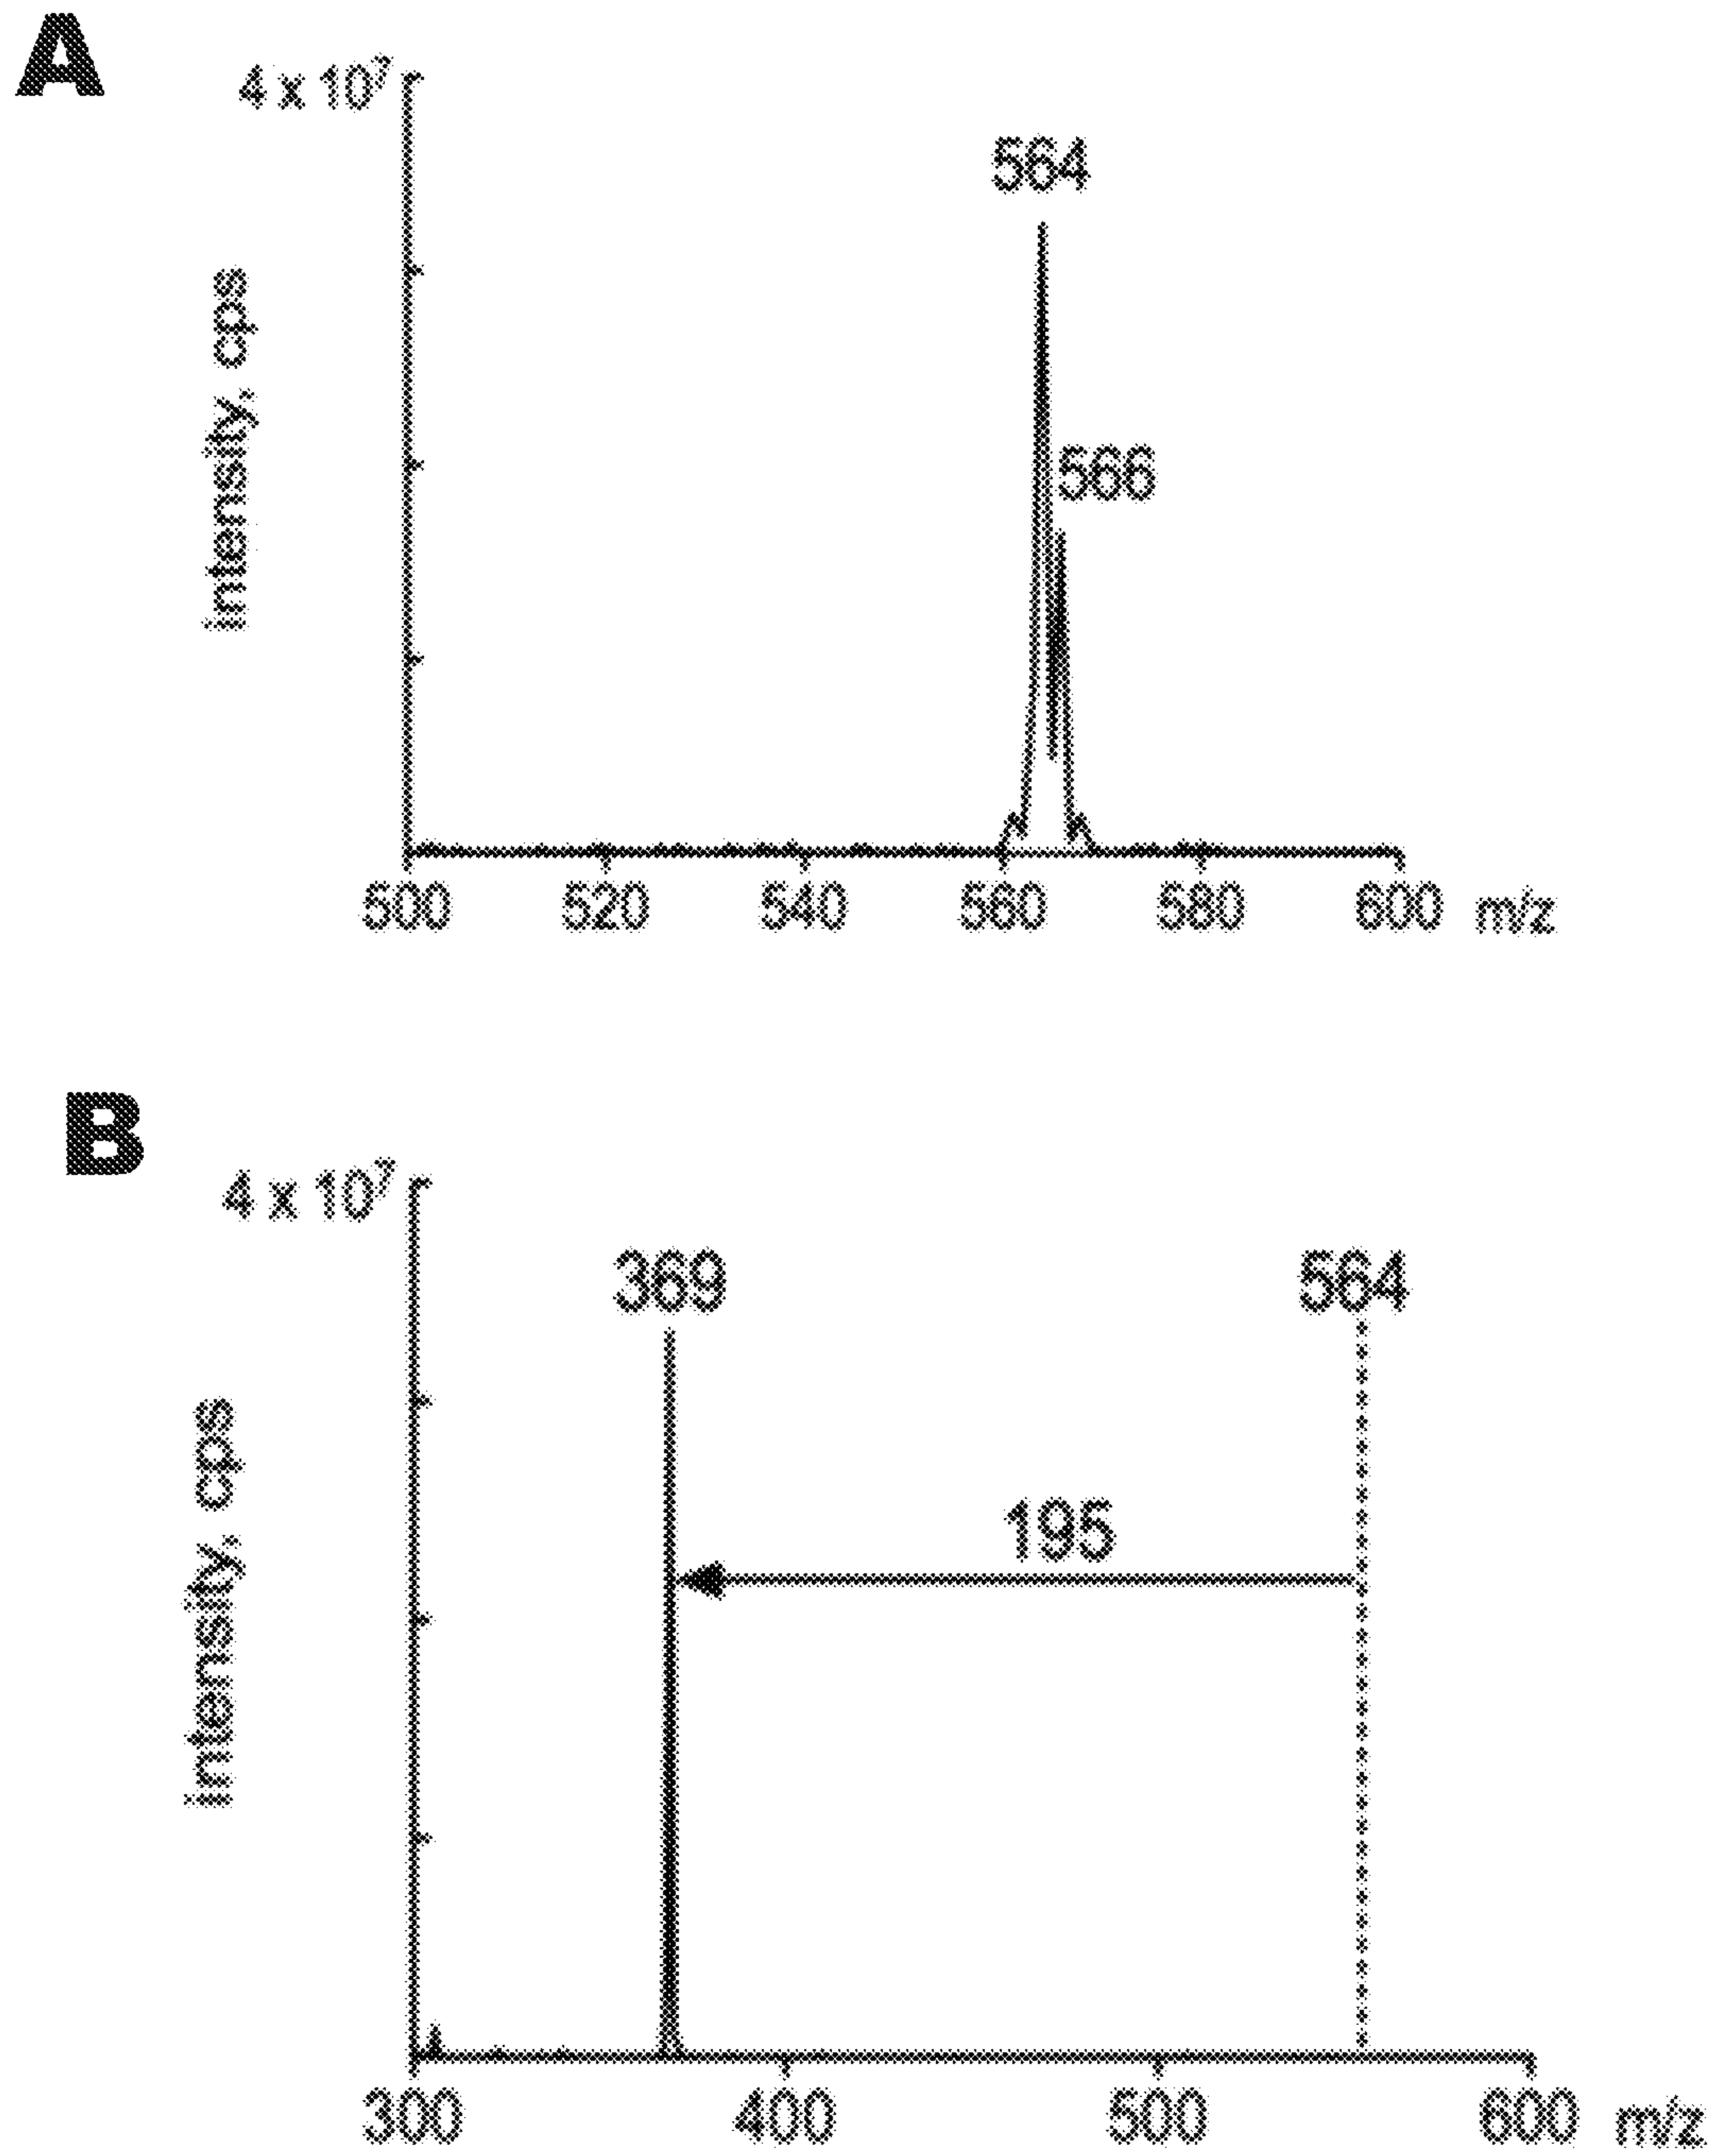 A
4 x 10⁷
564
566
intensity, cps
500 520 540 560 580 600 m/z
B
4 x 10⁷
369
564
195
intensity, cps
300 400 500 600 m/z